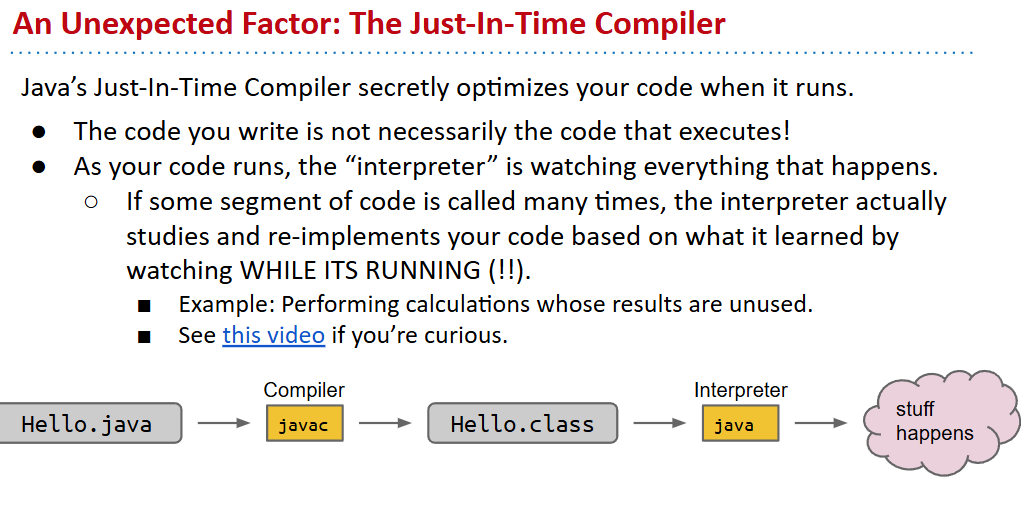 An Unexpected Factor: The Just-In-Time Compiler
Java’s Just-In-Time Compiler secretly optimizes your code when it runs.
● The code you write is not necessarily the code that executes!
● As your code runs, the “interpreter” is watching everything that happens.
○ If some segment of code is called many times, the interpreter actually
studies and re-implements your code based on what it learned by
watching WHILE ITS RUNNING (!!).
■ Example: Performing calculations whose results are unused.
■ See this video if you’re curious.
Compiler
Interpreter
Hello.java
javac
Hello.class
java
stuff
happens